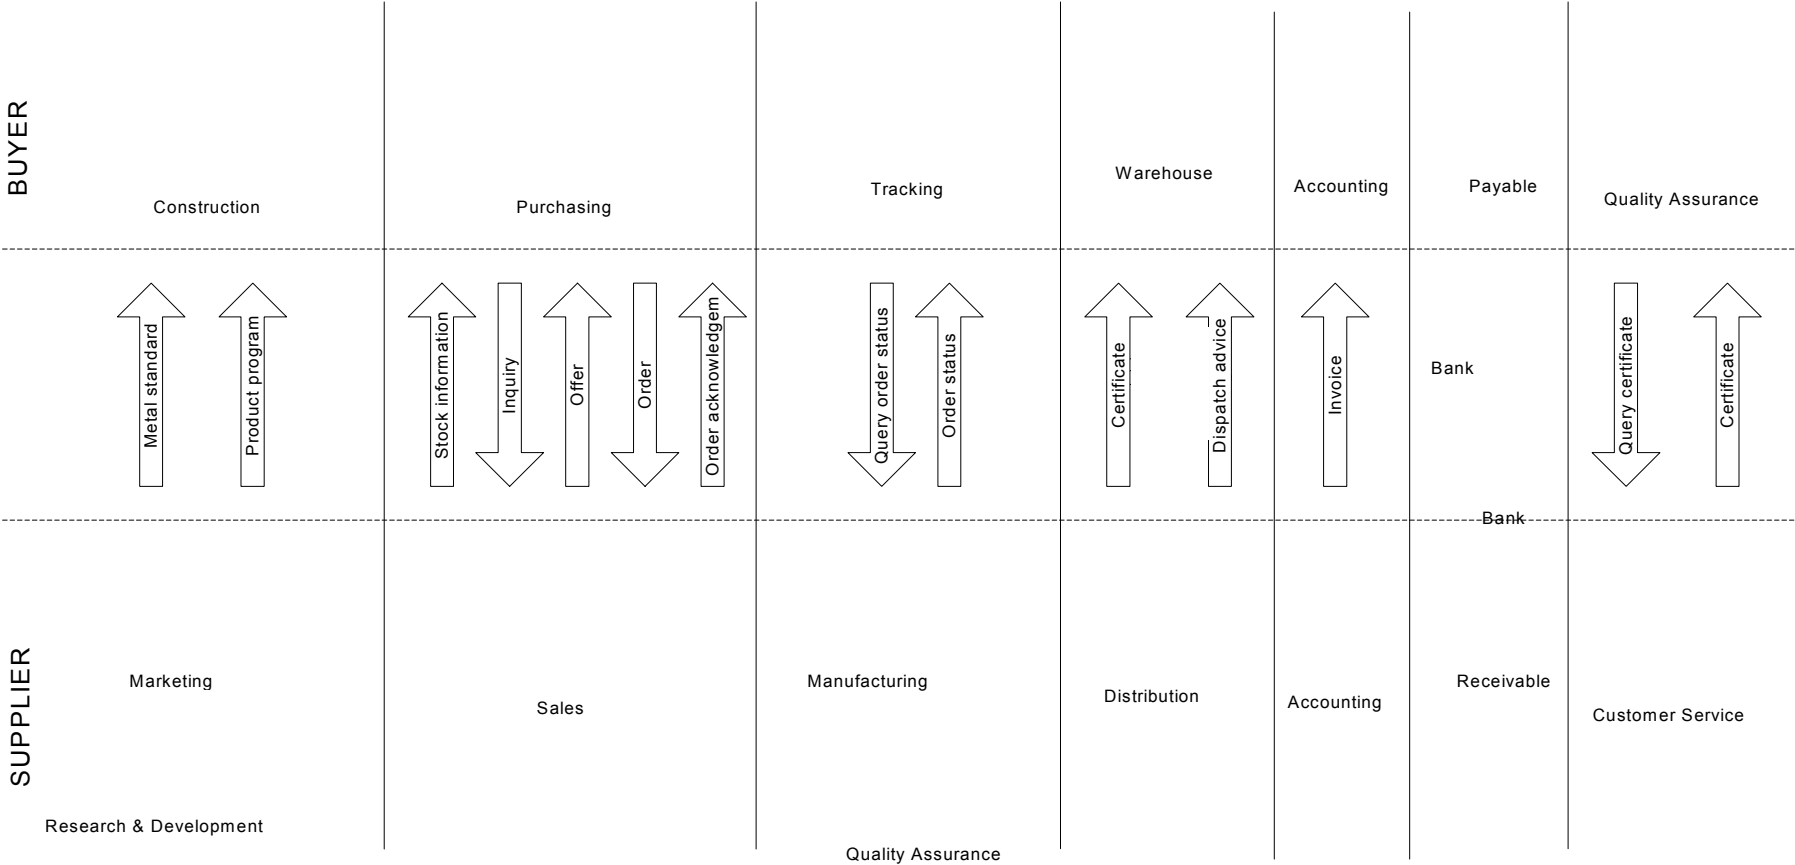 BUYER
Construction
Purchasing
Tracking
Warehouse
Accounting
Payable
Quality Assurance
Metal standard
Product program
Stock information
Inquiry
Offer
Order
Order acknowledgem
Query order status
Order status
Certificate
Dispatch advice
Invoice
Bank
Bank
Query certificate
Certificate
SUPPLIER
Marketing
Research & Development
Sales
Manufacturing
Quality Assurance
Distribution
Accounting
Receivable
Customer Service